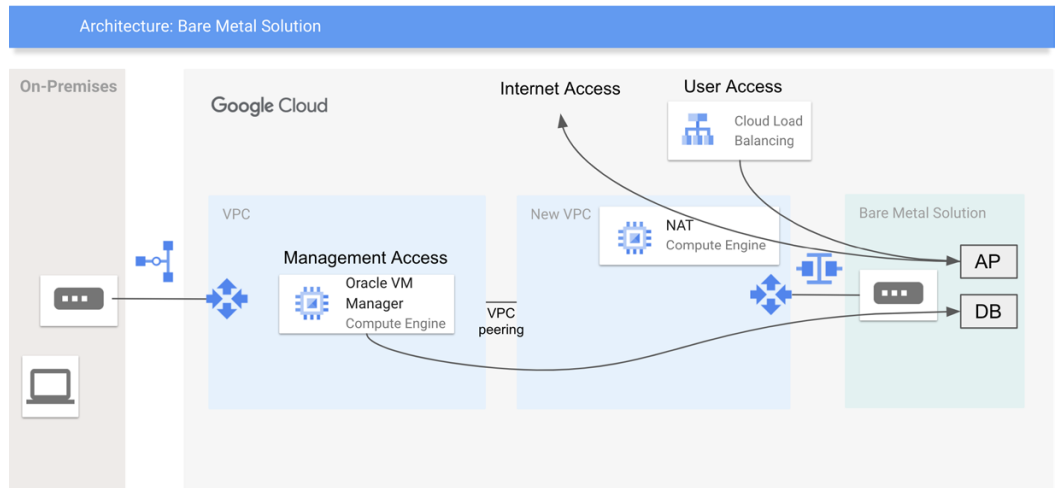 Architecture: Bare Metal Solution
On-Premises
Google Cloud
Internet Access
User Access
Cloud Load
Balancing
VPC
New VPC
Bare Metal Solution
NAT
Compute Engine
Management Access
Oracle VM
Manager
Compute Engine
VPC
peering
AP
DB